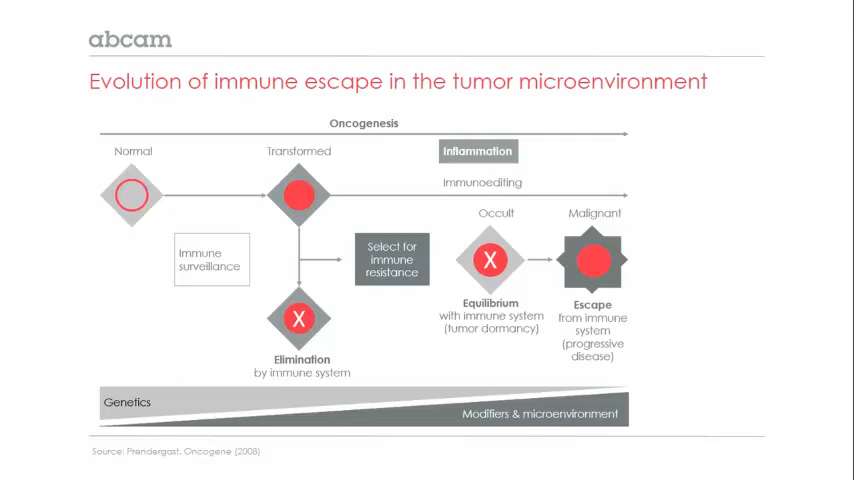 abcam
Evolution of immune escape in the tumor microenvironment
Oncogenesis
Normal
Transformed
Inflammation
Immunoediting
Occult
Malignant
Immune
surveillance
Select for
immune
resistance
X
X
Equilibrium
with immune system
(tumor dormancy)
Escape
from immune
system
(progressive
disease)
Elimination
by immune system
Genetics
Modifiers & microenvironment
Source: Prendergast. Oncogene (2008)